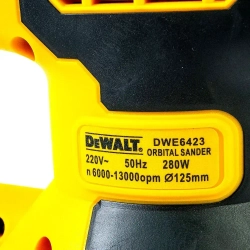 DEWALT DWE6423
ORBITAL SANDER
220V~ 50Hz 280W
n 6000-13000opm Ø125mm